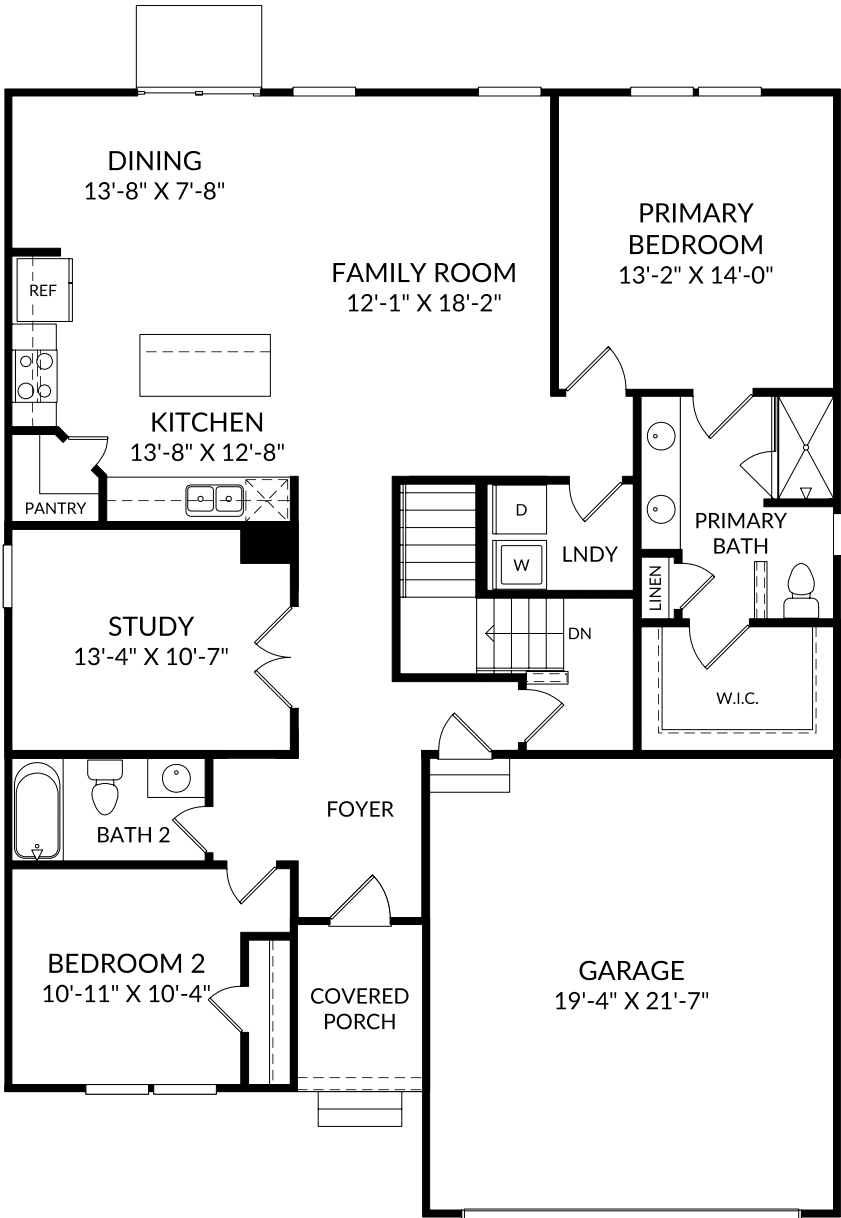 DINING
13'-8" X 7'-8"
PRIMARY
BEDROOM
13'-2" X 14'-0"
FAMILY ROOM
12'-1" X 18'-2"
REF
KITCHEN
13'-8" X 12'-8"
PANTRY
D
W
LNDY
PRIMARY
BATH
LINEN
STUDY
13'-4" X 10'-7"
DN
W.I.C.
FOYER
BATH 2
BEDROOM 2
10'-11" X 10'-4"
COVERED
PORCH
GARAGE
19'-4" X 21'-7"